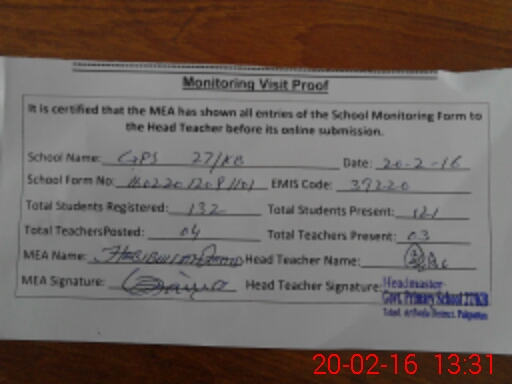 Monitoring Visit Proof
It is certified that the MEA has shown all entries of the School Monitoring Form to
the Head Teacher before its online submission.
School Name: GPS 27/KB Date: 20-2-16
School Form No: EMIS Code: 39220
Total Students Registered: 132 Total Students Present: 121
Total TeachersPosted: 04 Total Teachers Present: 03
MEA Name: Head Teacher Name:
MEA Signature: Head Teacher Signature:
Headmaster
Govt. Primary School 27/KB
20-02-16 13:31